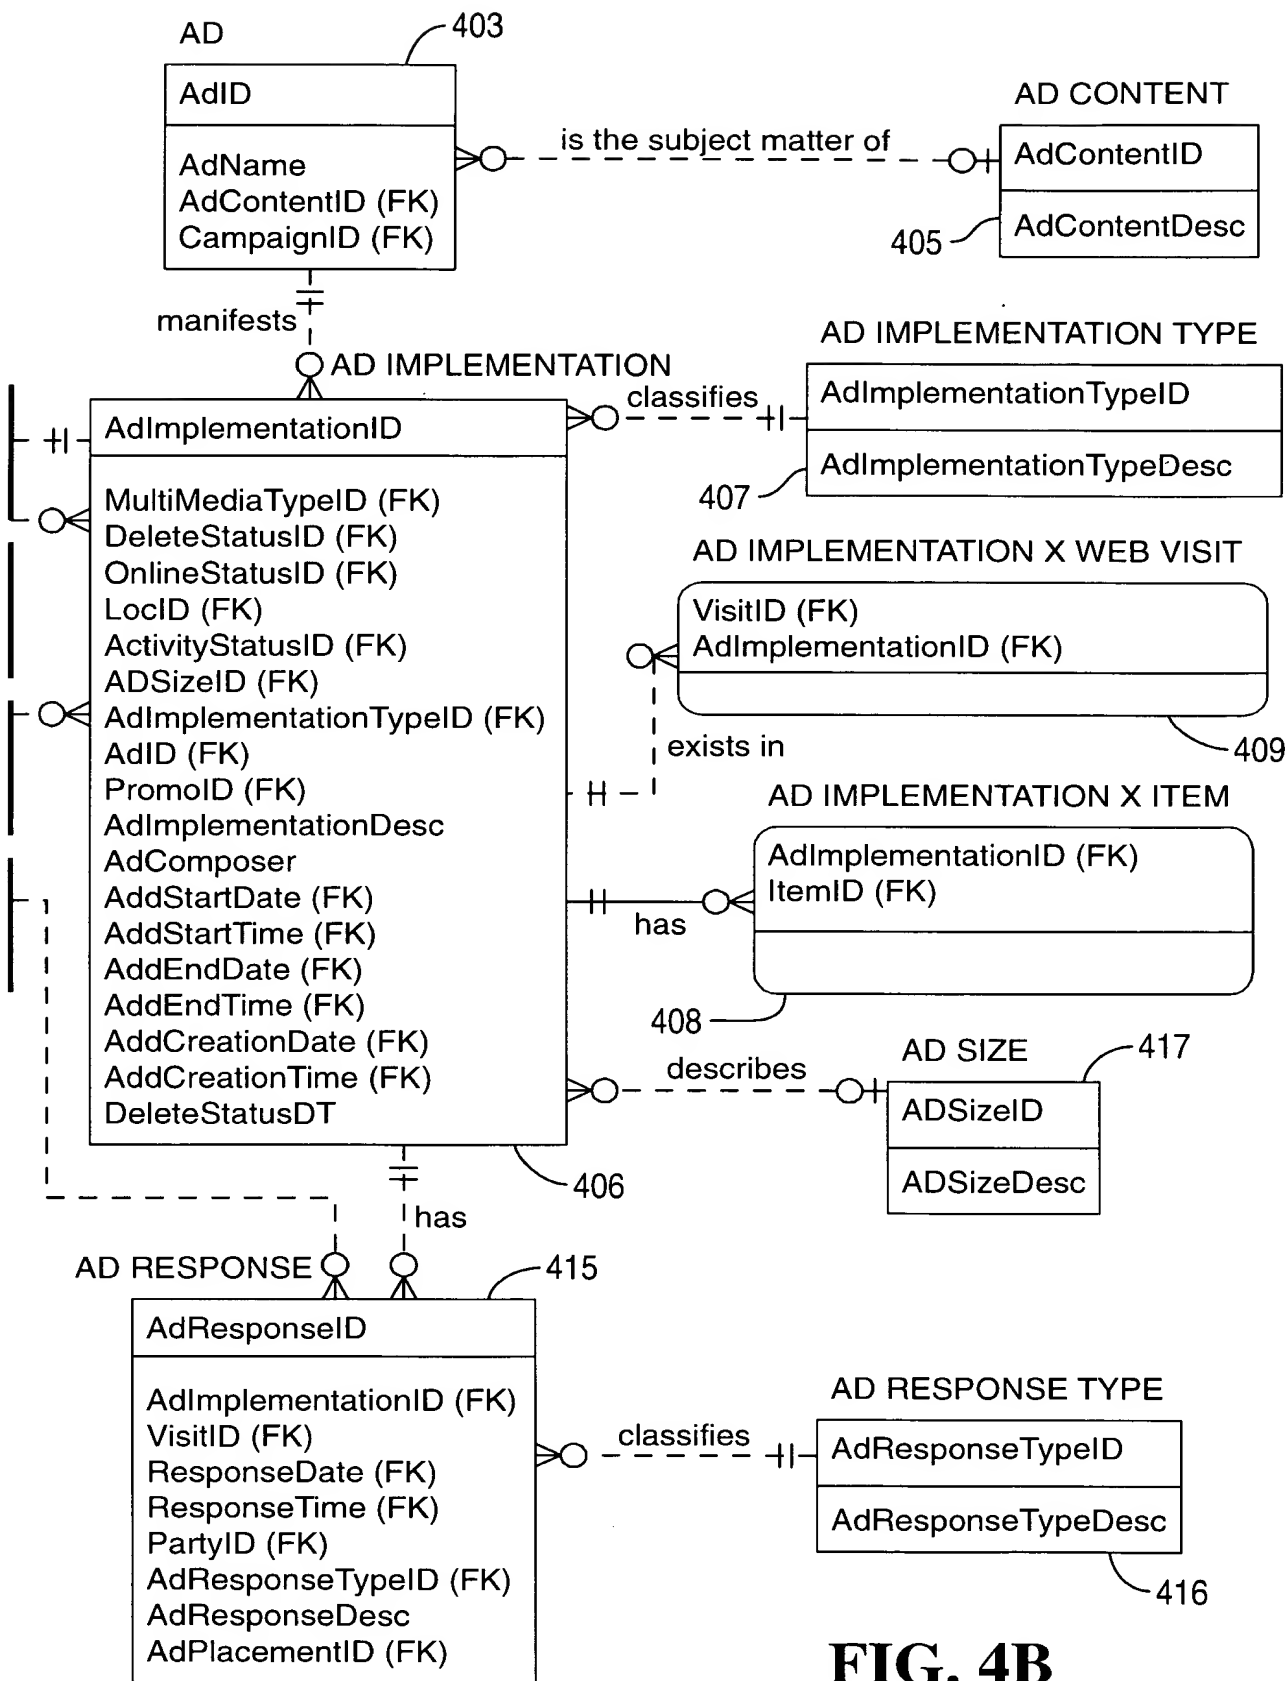 AD
403
AdID
AdName
AdContentID (FK)
CampaignID (FK)
is the subject matter of
AD CONTENT
AdContentID
AdContentDesc
405
manifests
AD IMPLEMENTATION
AdImplementationID
MultiMediaTypeID (FK)
DeleteStatusID (FK)
OnlineStatusID (FK)
LocID (FK)
ActivityStatusID (FK)
ADSizeID (FK)
AdImplementationTypeID (FK)
AdID (FK)
PromoID (FK)
AdImplementationDesc
AdComposer
AddStartDate (FK)
AddStartTime (FK)
AddEndDate (FK)
AddEndTime (FK)
AddCreationDate (FK)
AddCreationTime (FK)
DeleteStatusDT
406
classifies
AD IMPLEMENTATION TYPE
AdImplementationTypeID
AdImplementationTypeDesc
407
AD IMPLEMENTATION X WEB VISIT
VisitID (FK)
AdImplementationID (FK)
409
exists in
AD IMPLEMENTATION X ITEM
AdImplementationID (FK)
ItemID (FK)
408
has
describes
AD SIZE
417
ADSizeID
ADSizeDesc
has
AD RESPONSE
415
AdResponseID
AdImplementationID (FK)
VisitID (FK)
ResponseDate (FK)
ResponseTime (FK)
PartyID (FK)
AdResponseTypeID (FK)
AdResponseDesc
AdPlacementID (FK)
classifies
AD RESPONSE TYPE
AdResponseTypeID
AdResponseTypeDesc
416
FIG. 4B